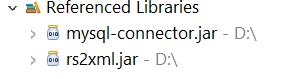 Referenced Libraries
mysql-connector.jar - D:\
rs2xml.jar - D:\